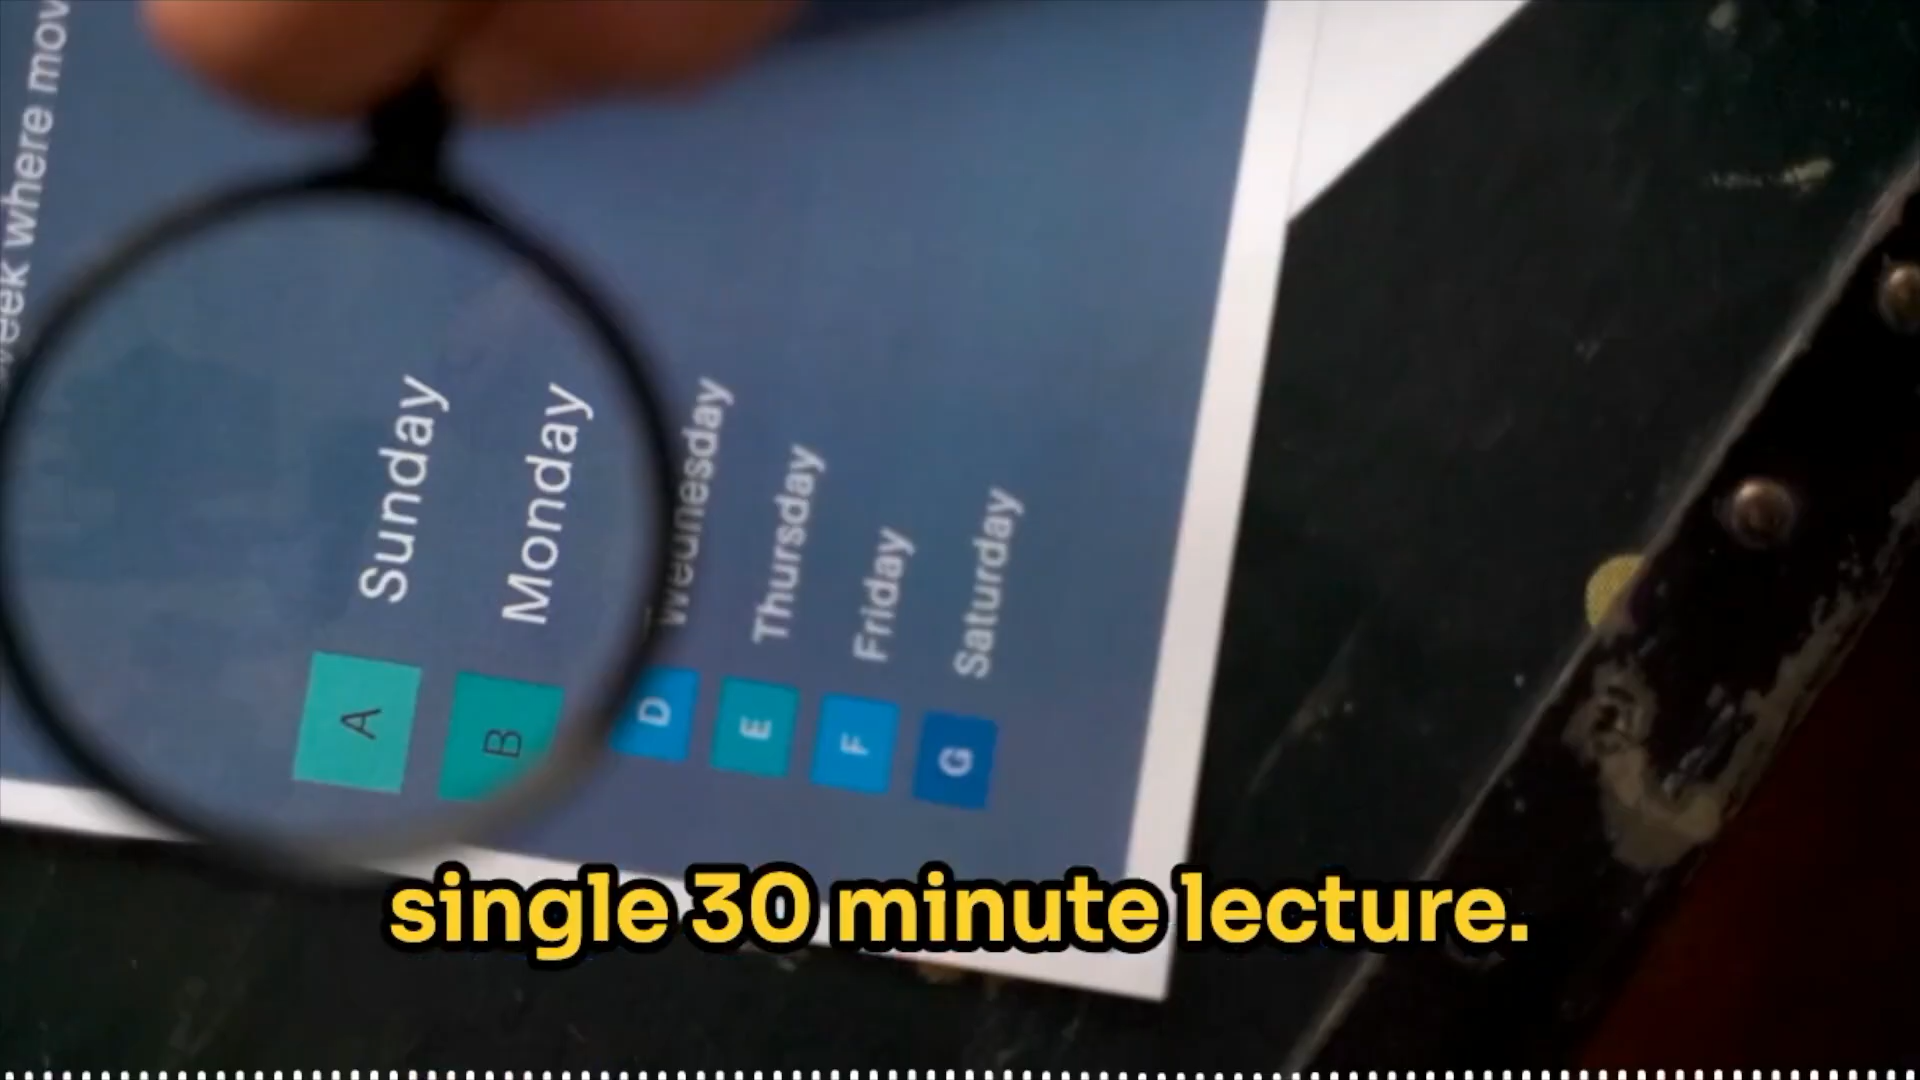 week where mov
A Sunday
B Monday
D Wednesday
E Thursday
F Friday
G Saturday
single 30 minute lecture.